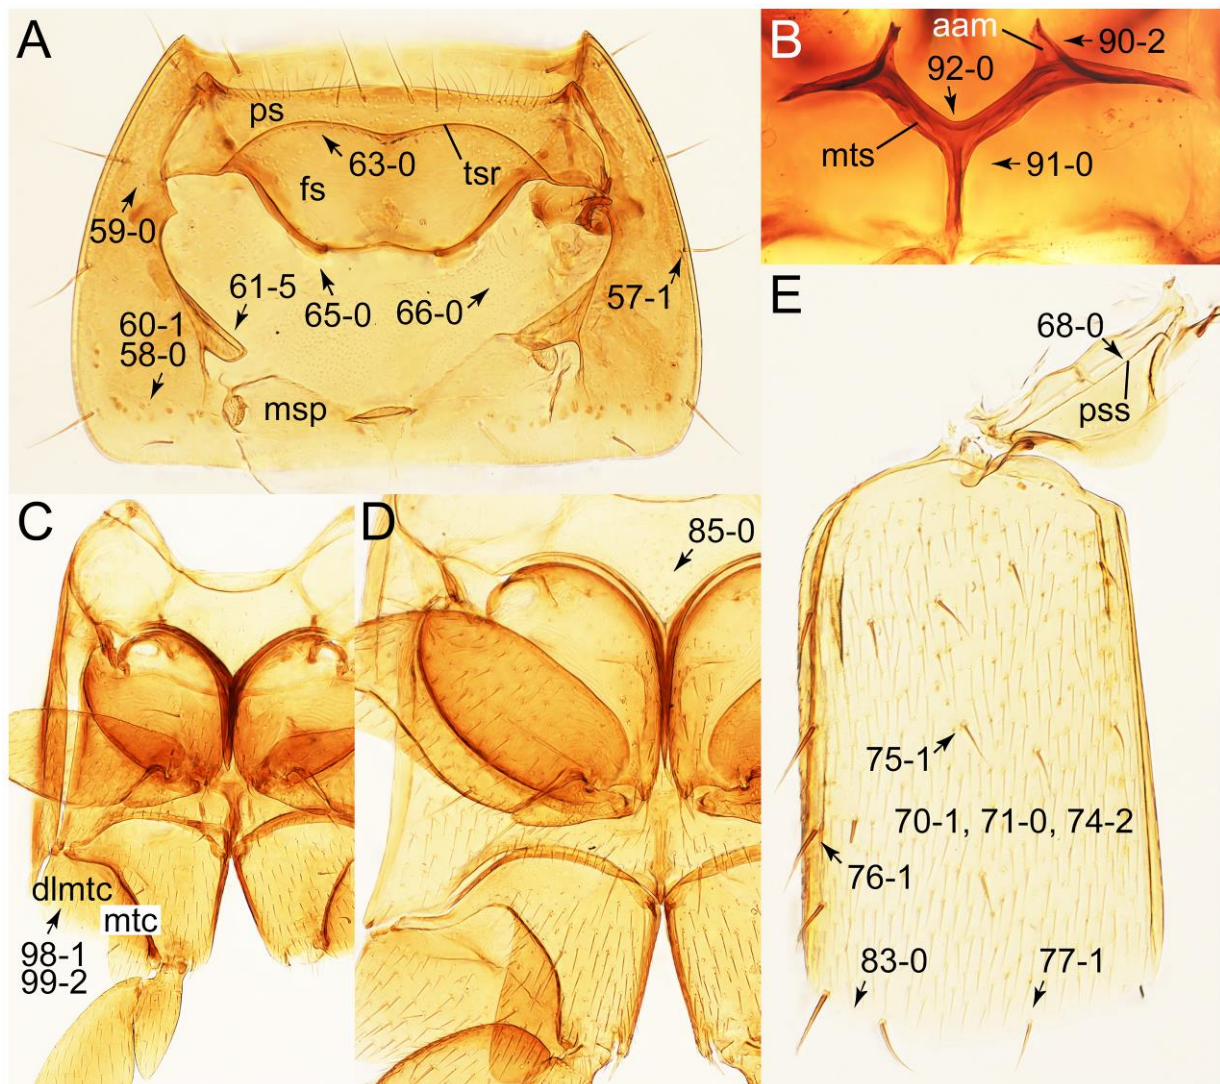 A
ps
63-0
tsr
fs
59-0
61-5
65-0
66-0
57-1
60-1
58-0
msp
B
aam
90-2
92-0
mts
91-0
C
dlmtc
mtc
98-1
99-2
D
85-0
E
68-0
pss
75-1
70-1, 71-0, 74-2
76-1
83-0
77-1